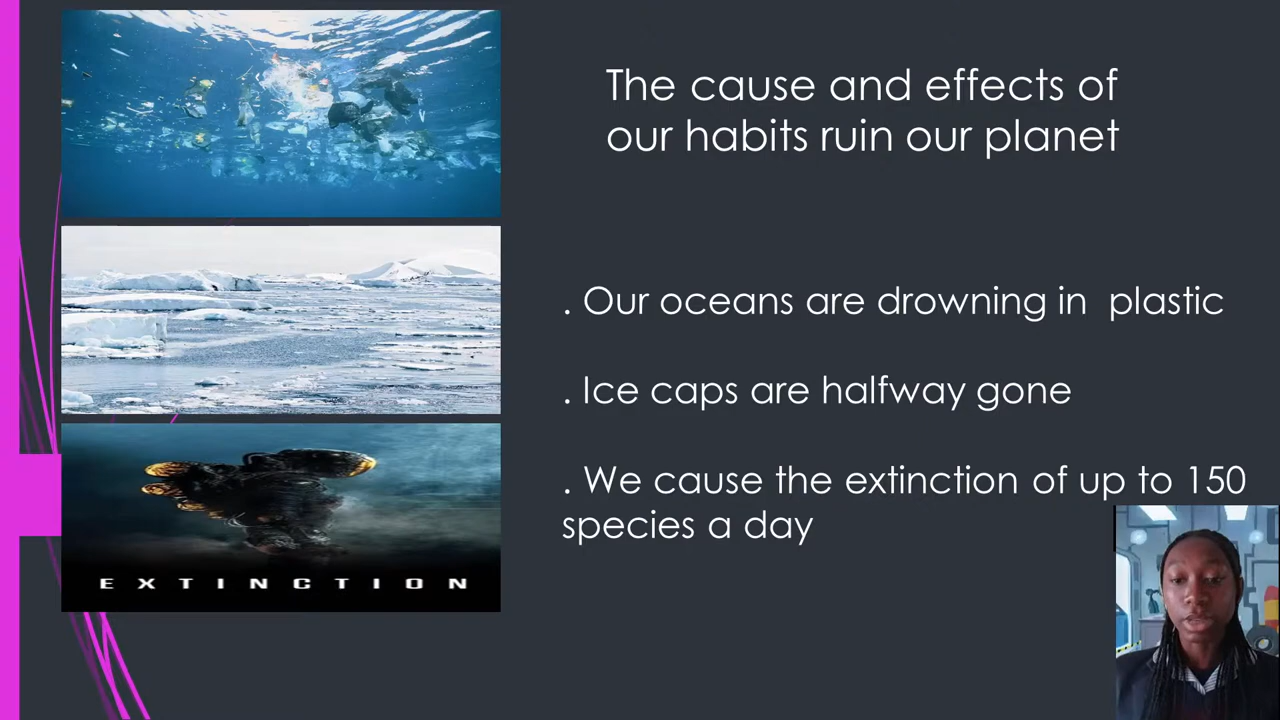 The cause and effects of
our habits ruin our planet
. Our oceans are drowning in  plastic
. Ice caps are halfway gone
. We cause the extinction of up to 150
species a day
EXTINCTION